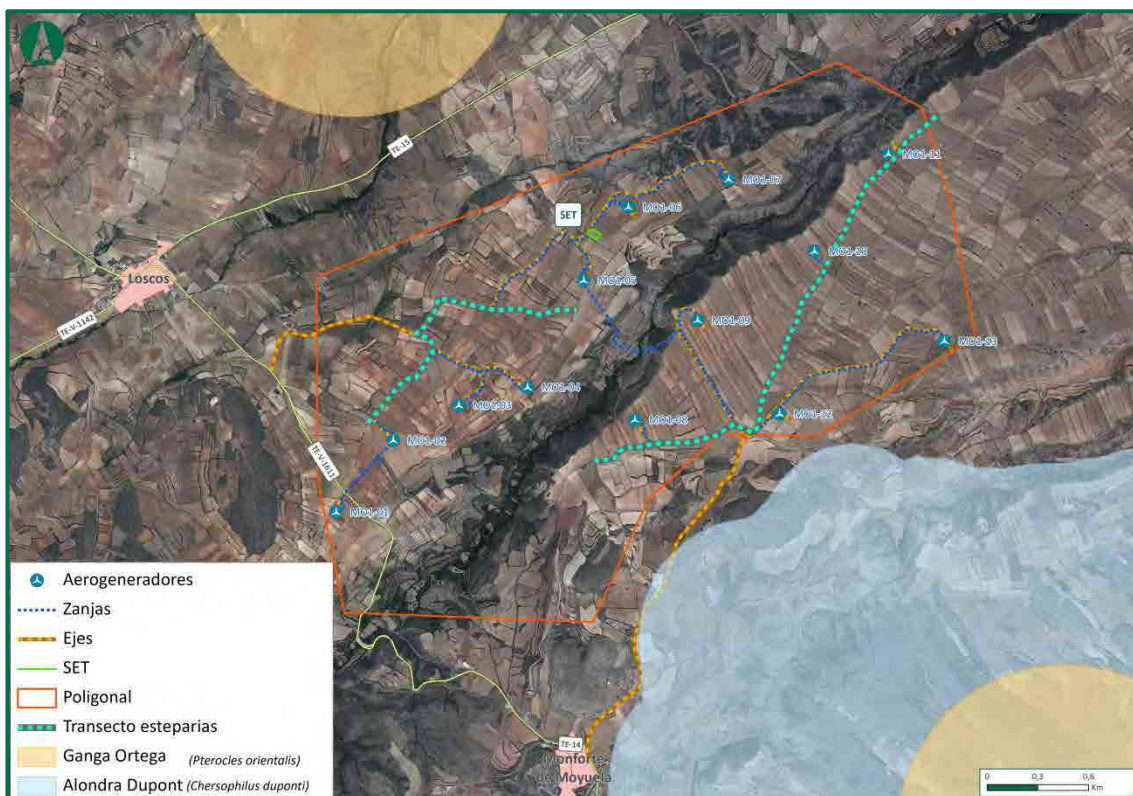 TE-15
MO1-11
MO1-07
SET
MO1-06
MO1-10
Loscos
MO1-05
TE-V-1142
MO1-09
MO1-13
MO1-04
MO1-03
MO1-12
MO1-08
MO1-02
TE-V-1611
MO1-01
Aerogeneradores
Zanjas
Ejes
SET
Poligonal
Transecto esteparias
Ganga Ortega (Pterocles orientalis)
Alondra Dupont (Chersophilus duponti)
TE-14
Monforte
de Moyuela
0 0,3 0,6
Km